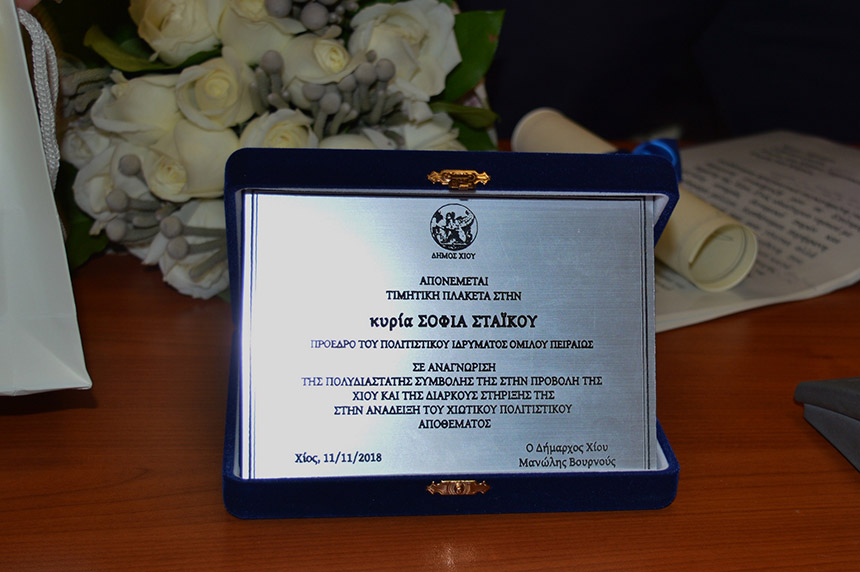 ΔΗΜΟΣ ΧΙΟΥ
ΑΠΟΝΕΜΕΤΑΙ
ΤΙΜΗΤΙΚΗ ΠΛΑΚΕΤΑ ΣΤΗΝ
κυρία ΣΟΦΙΑ ΣΤΑΪΚΟΥ
ΠΡΟΕΔΡΟ ΤΟΥ ΠΟΛΙΤΙΣΤΙΚΟΥ ΙΔΡΥΜΑΤΟΣ ΟΜΙΛΟΥ ΠΕΙΡΑΙΩΣ
ΣΕ ΑΝΑΓΝΩΡΙΣΗ
ΤΗΣ ΠΟΛΥΔΙΑΣΤΑΤΗΣ ΣΥΜΒΟΛΗΣ ΤΗΣ ΣΤΗΝ ΠΡΟΒΟΛΗ ΤΗΣ
ΧΙΟΥ ΚΑΙ ΤΗΣ ΔΙΑΡΚΟΥΣ ΣΤΗΡΙΞΗΣ ΤΗΣ
ΣΤΗΝ ΑΝΑΔΕΙΞΗ ΤΟΥ ΧΙΩΤΙΚΟΥ ΠΟΛΙΤΙΣΤΙΚΟΥ
ΑΠΟΘΕΜΑΤΟΣ
Χίος, 11/11/2018
Ο Δήμαρχος Χίου
Μανώλης Βουρνούς